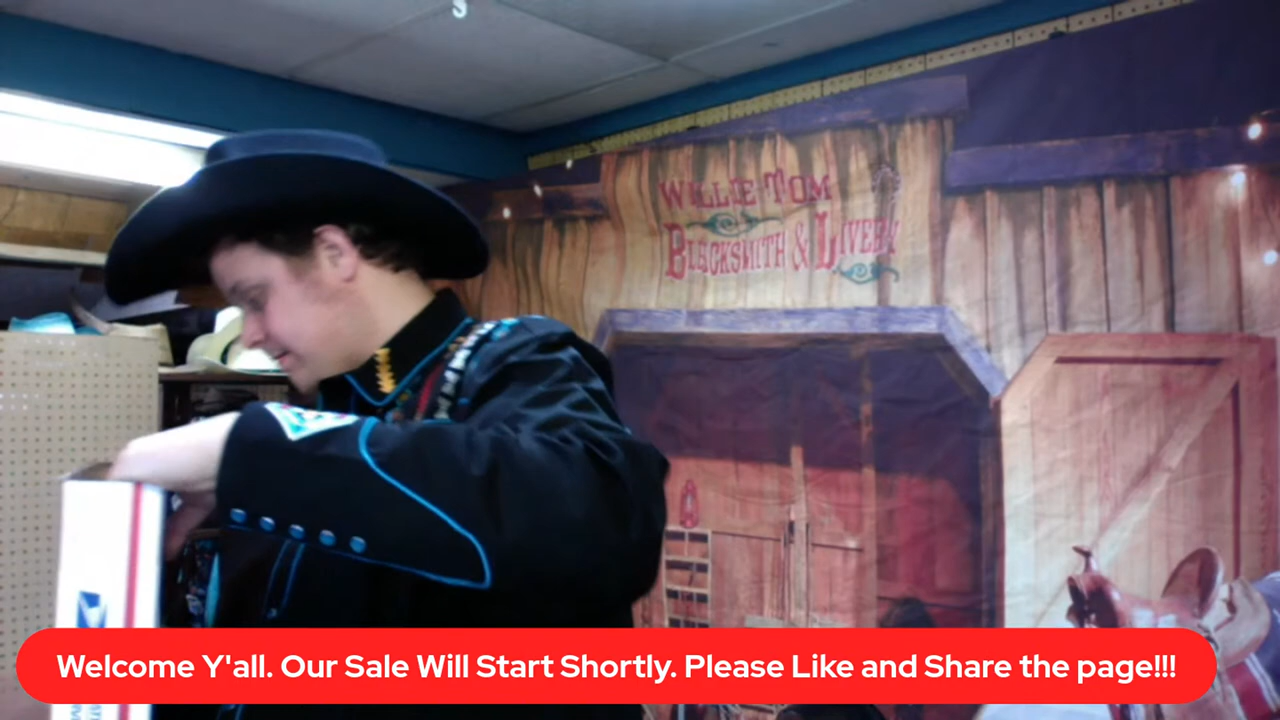 WILLIE TOM
BLACKSMITH & LIVERY
Welcome Y'all. Our Sale Will Start Shortly. Please Like and Share the page!!!